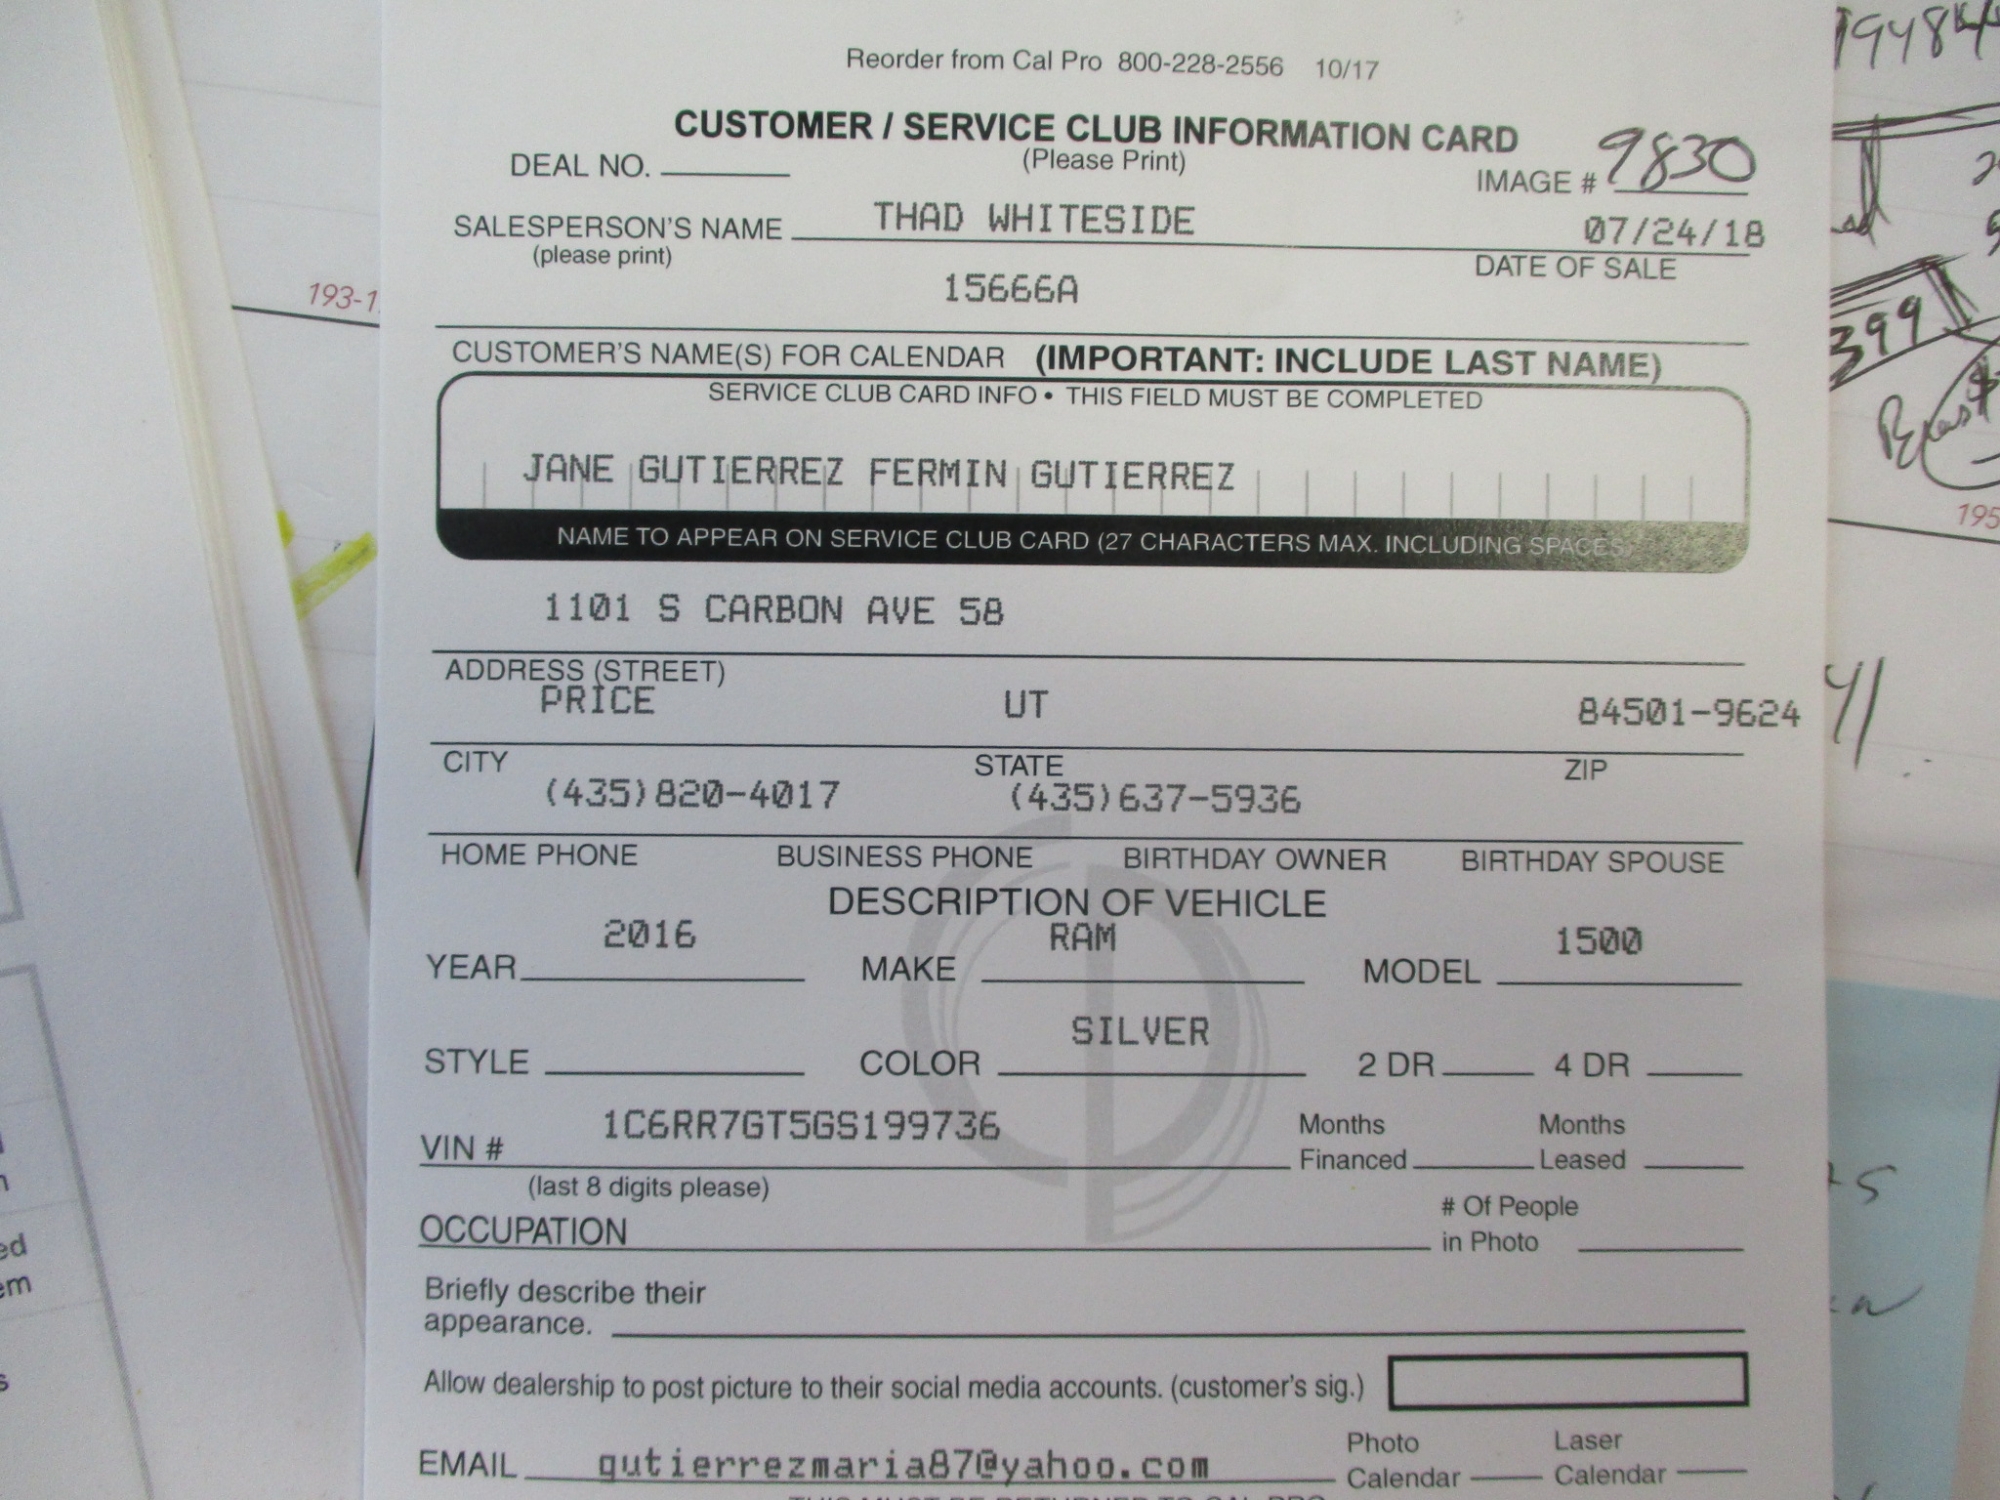 Reorder from Cal Pro 800-228-2556 10/17
CUSTOMER / SERVICE CLUB INFORMATION CARD
(Please Print)
DEAL NO.
IMAGE # 9830
SALESPERSON'S NAME THAD WHITESIDE 07/24/18
(please print)
DATE OF SALE
15666A
CUSTOMER'S NAME(S) FOR CALENDAR (IMPORTANT: INCLUDE LAST NAME)
SERVICE CLUB CARD INFO • THIS FIELD MUST BE COMPLETED
JANE GUTIERREZ FERMIN GUTIERREZ
NAME TO APPEAR ON SERVICE CLUB CARD (27 CHARACTERS MAX. INCLUDING SPACES)
1101 S CARBON AVE 58
ADDRESS (STREET)
PRICE UT 84501-9624
CITY STATE ZIP
(435)820-4017 (435)637-5936
HOME PHONE BUSINESS PHONE BIRTHDAY OWNER BIRTHDAY SPOUSE
DESCRIPTION OF VEHICLE
YEAR 2016 MAKE RAM MODEL 1500
STYLE COLOR SILVER 2 DR 4 DR
VIN # 1C6RR7GT5GS199736 Months Financed Months Leased
(last 8 digits please)
OCCUPATION # Of People in Photo
Briefly describe their
appearance.
Allow dealership to post picture to their social media accounts. (customer's sig.)
EMAIL gutierrezmaria87@yahoo.com Photo Calendar Laser Calendar
193-1
399
195